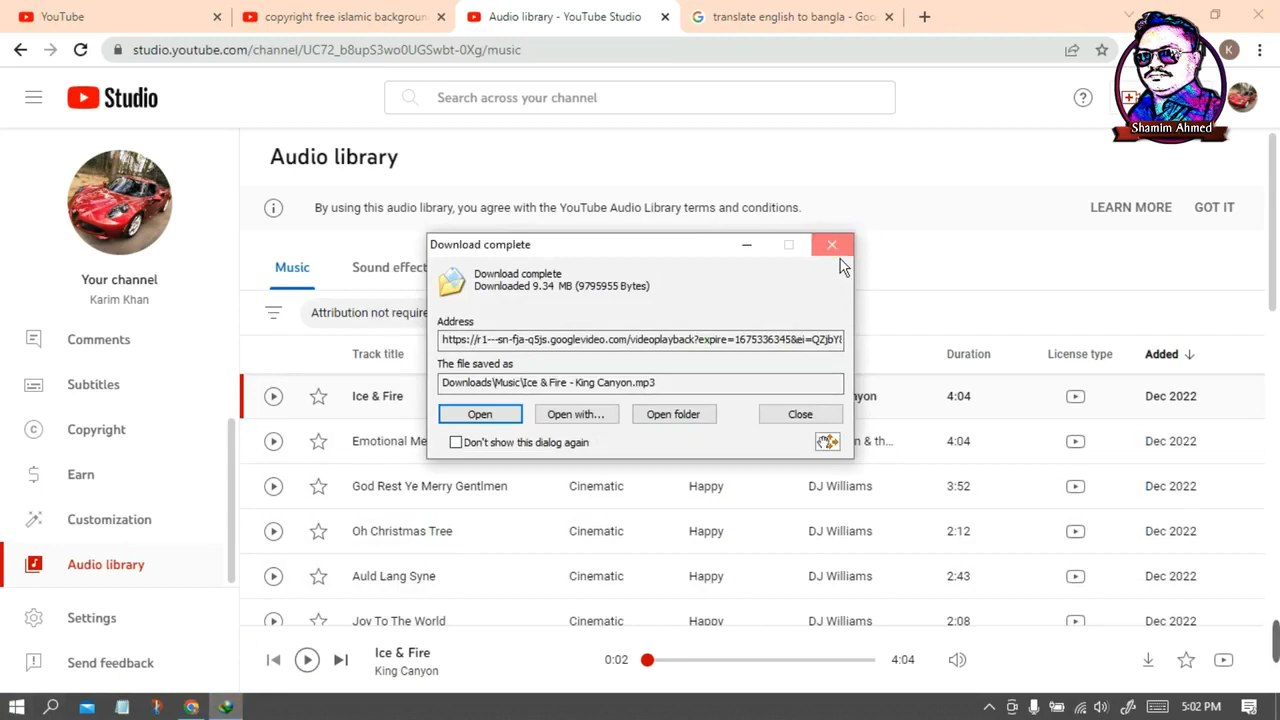 YouTube
copyright free islamic backgroun
Audio library - YouTube Studio
translate english to bangla - Goo
studio.youtube.com/channel/UC72_b8upS3wo0UGSwbt-0Xg/music
K
Studio
Search across your channel
Shamim Ahmed
Audio library
By using this audio library, you agree with the YouTube Audio Library terms and conditions.
LEARN MORE
GOT IT
Your channel
Karim Khan
Music
Sound effect
Attribution not require
Download complete
Download complete
Downloaded 9.34 MB (9795955 Bytes)
Address
https://r1---sn-fja-q5js.googlevideo.com/videoplayback?expire=1675336345&ei=QZjbY
The file saved as
Downloads\Music\Ice & Fire - King Canyon.mp3
Open
Open with...
Open folder
Close
Don't show this dialog again
Comments
Subtitles
Copyright
Earn
Customization
Audio library
Settings
Send feedback
Track title Duration License type Added
Ice & Fire nyon 4:04 Dec 2022
Emotional Me n & th... 4:04 Dec 2022
God Rest Ye Merry Gentlmen Cinematic Happy DJ Williams 3:52 Dec 2022
Oh Christmas Tree Cinematic Happy DJ Williams 2:12 Dec 2022
Auld Lang Syne Cinematic Happy DJ Williams 2:43 Dec 2022
Joy To The World Cinematic Happy DJ Williams 2:08 Dec 2022
Ice & Fire
King Canyon
0:02
4:04
5:02 PM